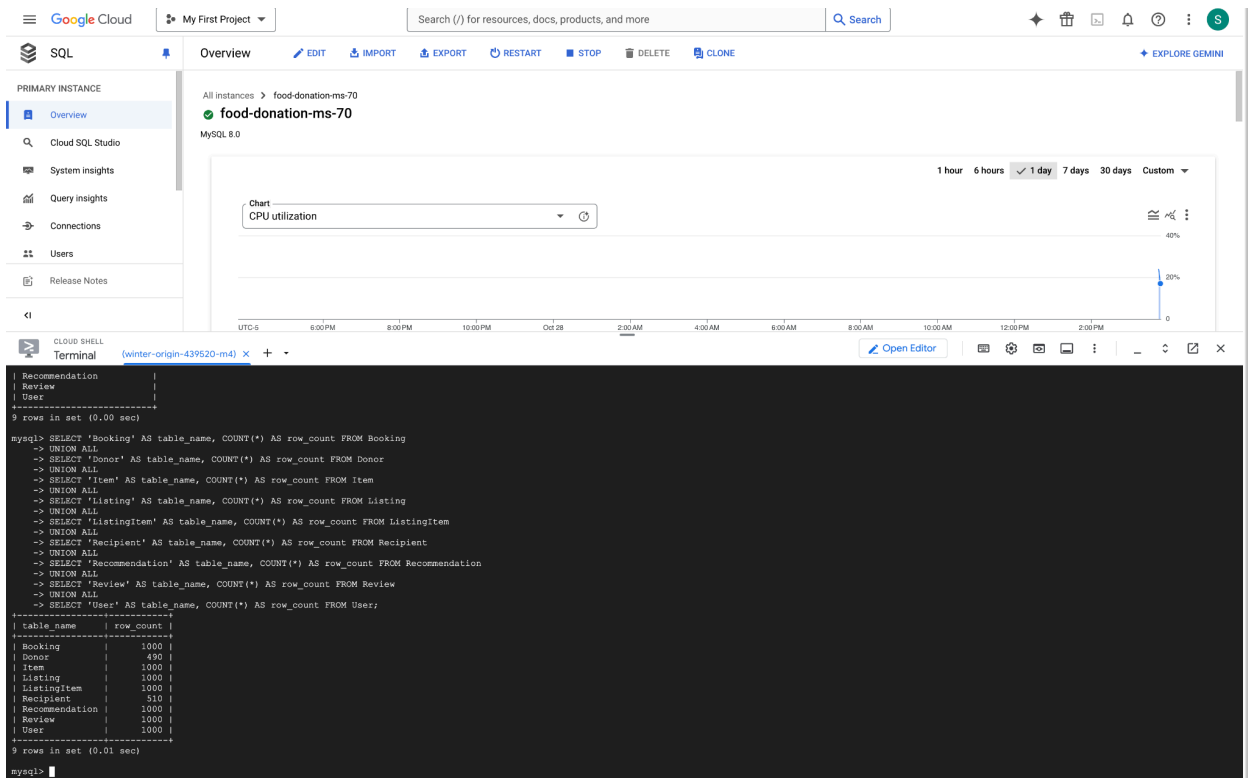 Google Cloud
My First Project
Search (/) for resources, docs, products, and more
Search
S
SQL
Overview
EDIT
IMPORT
EXPORT
RESTART
STOP
DELETE
CLONE
EXPLORE GEMINI
PRIMARY INSTANCE
Overview
Cloud SQL Studio
System insights
Query insights
Connections
Users
Release Notes
All instances > food-donation-ms-70
food-donation-ms-70
MySQL 8.0
1 hour 6 hours 1 day 7 days 30 days Custom
Chart
CPU utilization
40%
20%
0
UTC-5 6:00 PM 8:00 PM 10:00 PM Oct 28 2:00 AM 4:00 AM 6:00 AM 8:00 AM 10:00 AM 12:00 PM 2:00 PM
CLOUD SHELL
Terminal
(winter-origin-439520-m4) × + 
Open Editor
| Recommendation |
| Review |
| User |
+-------------------------+
9 rows in set (0.00 sec)
mysql> SELECT 'Booking' AS table_name, COUNT(*) AS row_count FROM Booking
-> UNION ALL
-> SELECT 'Donor' AS table_name, COUNT(*) AS row_count FROM Donor
-> UNION ALL
-> SELECT 'Item' AS table_name, COUNT(*) AS row_count FROM Item
-> UNION ALL
-> SELECT 'Listing' AS table_name, COUNT(*) AS row_count FROM Listing
-> UNION ALL
-> SELECT 'ListingItem' AS table_name, COUNT(*) AS row_count FROM ListingItem
-> UNION ALL
-> SELECT 'Recipient' AS table_name, COUNT(*) AS row_count FROM Recipient
-> UNION ALL
-> SELECT 'Recommendation' AS table_name, COUNT(*) AS row_count FROM Recommendation
-> UNION ALL
-> SELECT 'Review' AS table_name, COUNT(*) AS row_count FROM Review
-> UNION ALL
-> SELECT 'User' AS table_name, COUNT(*) AS row_count FROM User;
+----------------+-----------+
| table_name | row_count |
+----------------+-----------+
| Booking | 1000 |
| Donor | 490 |
| Item | 1000 |
| Listing | 1000 |
| ListingItem | 1000 |
| Recipient | 510 |
| Recommendation | 1000 |
| Review | 1000 |
| User | 1000 |
+----------------+-----------+
9 rows in set (0.01 sec)
mysql>